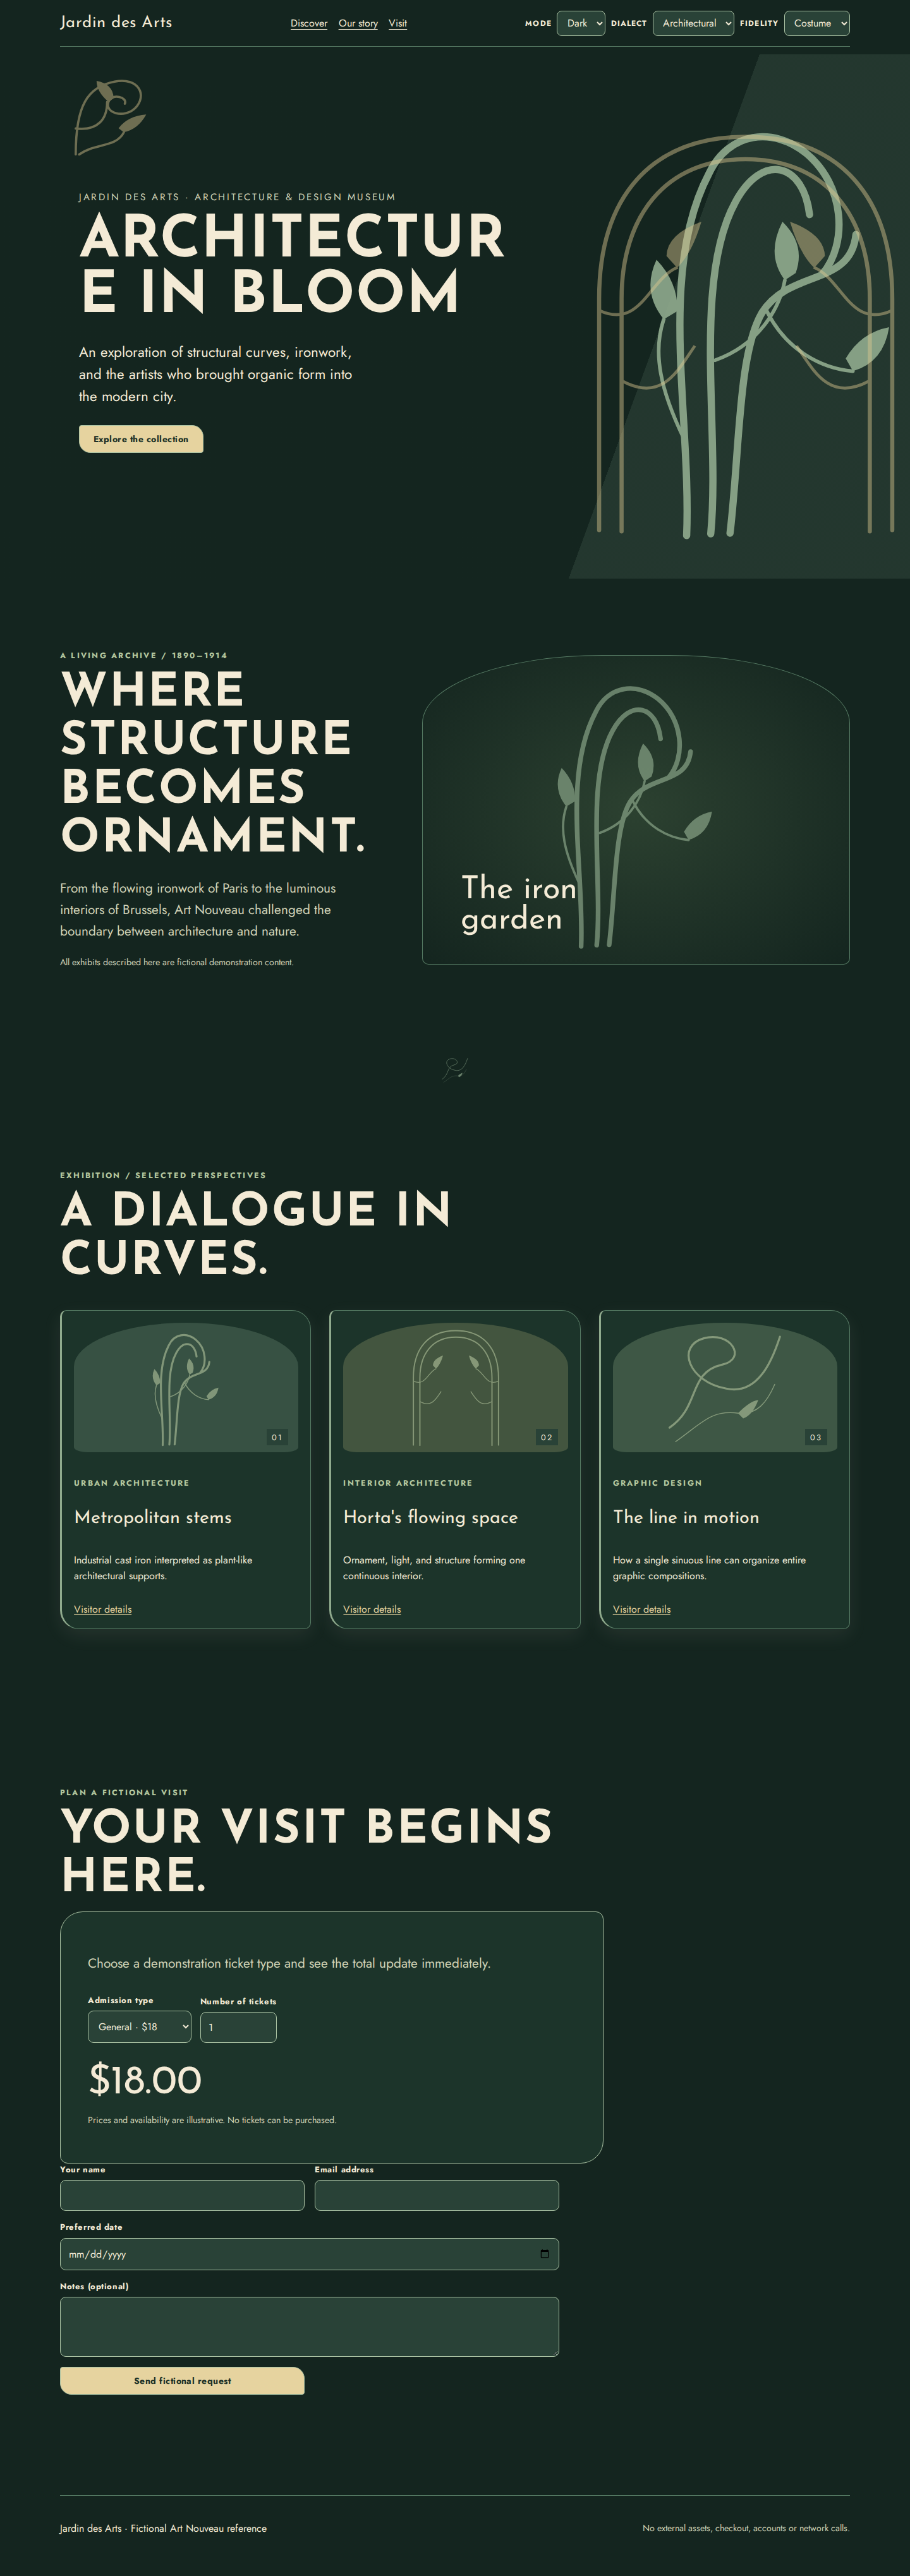 Jardin des Arts
Discover Our story Visit
MODE Dark DIALECT Architectural FIDELITY Costume
JARDIN DES ARTS · ARCHITECTURE & DESIGN MUSEUM
ARCHITECTUR
E IN BLOOM
An exploration of structural curves, ironwork,
and the artists who brought organic form into
the modern city.
Explore the collection
A LIVING ARCHIVE / 1890–1914
WHERE
STRUCTURE
BECOMES
ORNAMENT.
From the flowing ironwork of Paris to the luminous
interiors of Brussels, Art Nouveau challenged the
boundary between architecture and nature.
All exhibits described here are fictional demonstration content.
The iron
garden
EXHIBITION / SELECTED PERSPECTIVES
A DIALOGUE IN
CURVES.
01
URBAN ARCHITECTURE
Metropolitan stems
Industrial cast iron interpreted as plant-like
architectural supports.
Visitor details
02
INTERIOR ARCHITECTURE
Horta's flowing space
Ornament, light, and structure forming one
continuous interior.
Visitor details
03
GRAPHIC DESIGN
The line in motion
How a single sinuous line can organize entire
graphic compositions.
Visitor details
PLAN A FICTIONAL VISIT
YOUR VISIT BEGINS
HERE.
Choose a demonstration ticket type and see the total update immediately.
Admission type Number of tickets
General · $18 1
$18.00
Prices and availability are illustrative. No tickets can be purchased.
Your name Email address
Preferred date
mm/dd/yyyy
Notes (optional)
Send fictional request
Jardin des Arts · Fictional Art Nouveau reference
No external assets, checkout, accounts or network calls.